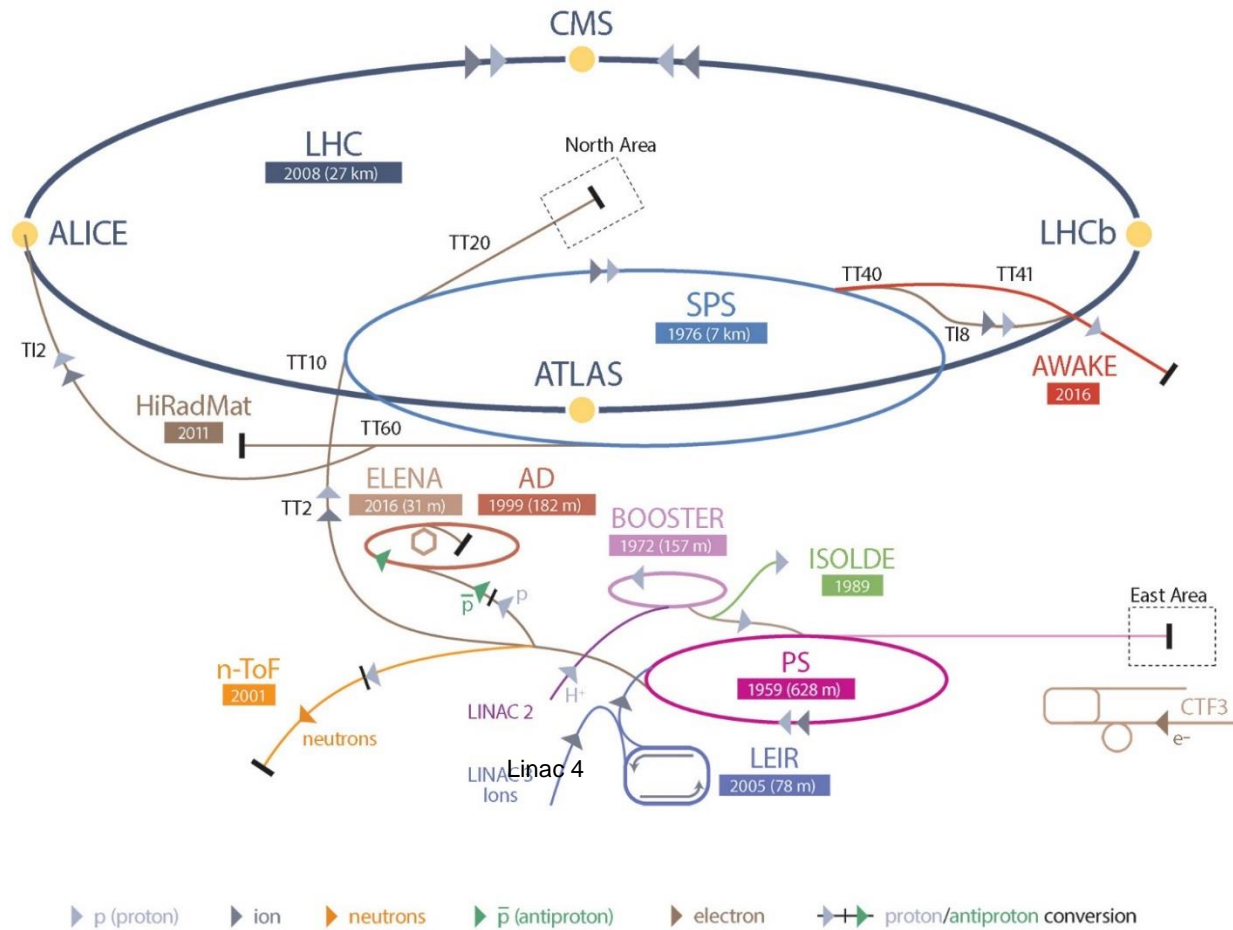 CMS
LHC
2008 (27 km)
North Area
ALICE
TT20
LHCb
TT40
TT41
SPS
1976 (7 km)
TI2
TI8
TT10
ATLAS
AWAKE
2016
HiRadMat
2011
TT60
ELENA
2016 (31 m)
AD
1999 (182 m)
TT2
BOOSTER
1972 (157 m)
ISOLDE
1989
p̅
p
East Area
n-ToF
2001
PS
1959 (628 m)
H⁺
LINAC 2
neutrons
CTF3
e–
LINAC 3
Linac 4
Ions
LEIR
2005 (78 m)
p (proton)
ion
neutrons
p̅ (antiproton)
electron
proton/antiproton conversion